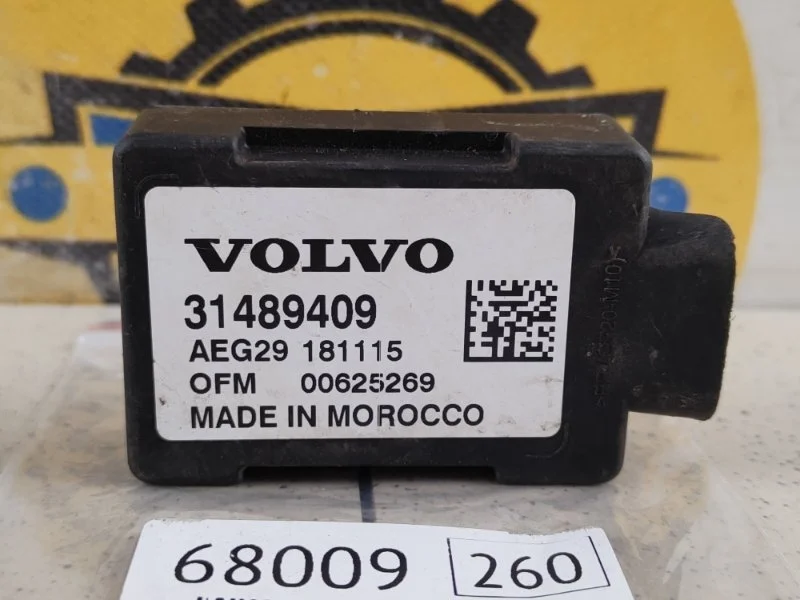 VOLVO
31489409
AEG29 181115
OFM 00625269
MADE IN MOROCCO
68009 260